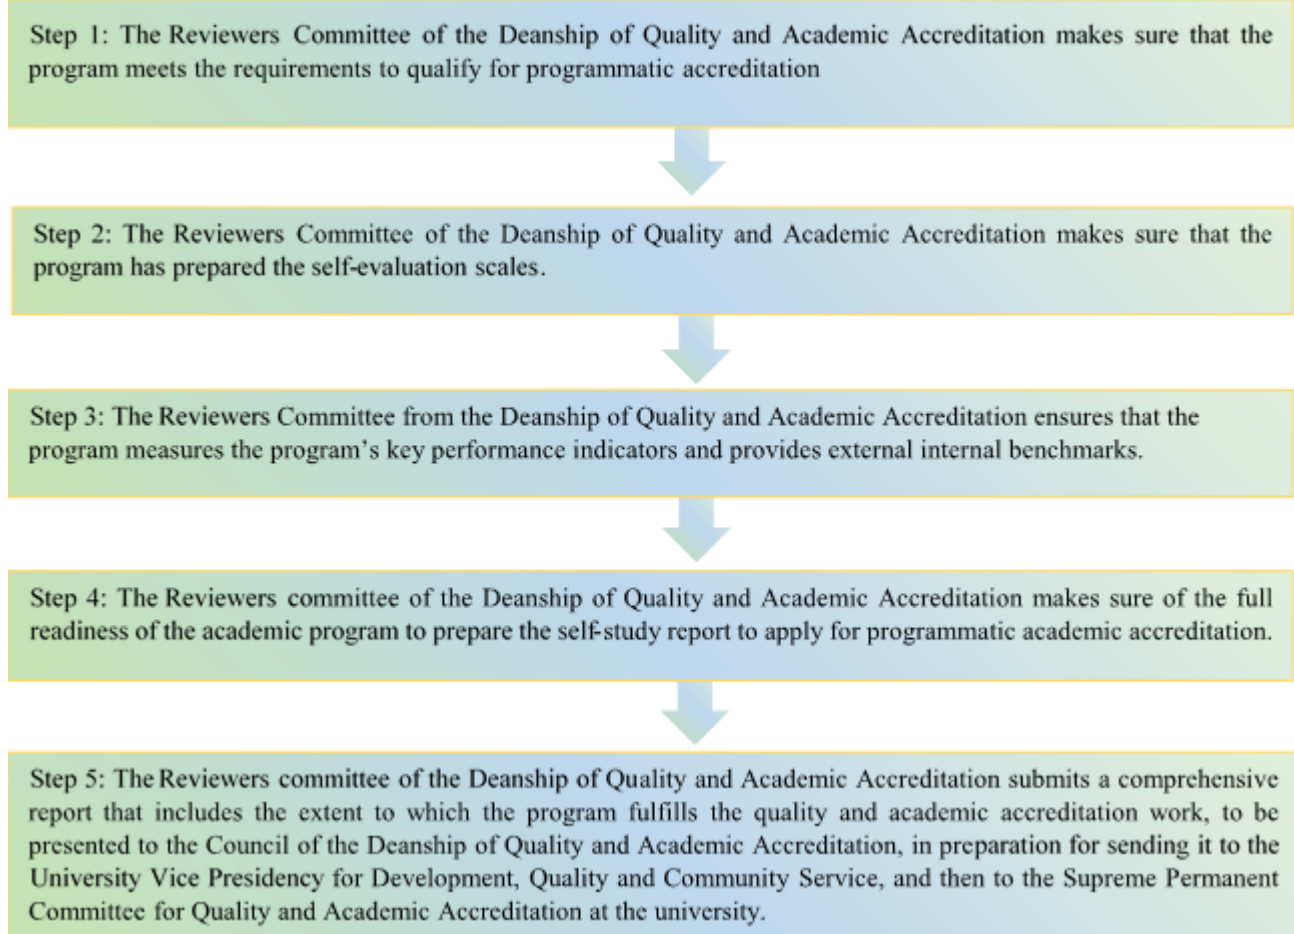 Step 1: The Reviewers Committee of the Deanship of Quality and Academic Accreditation makes sure that the
program meets the requirements to qualify for programmatic accreditation
Step 2: The Reviewers Committee of the Deanship of Quality and Academic Accreditation makes sure that the
program has prepared the self-evaluation scales.
Step 3: The Reviewers Committee from the Deanship of Quality and Academic Accreditation ensures that the
program measures the program’s key performance indicators and provides external internal benchmarks.
Step 4: The Reviewers committee of the Deanship of Quality and Academic Accreditation makes sure of the full
readiness of the academic program to prepare the self-study report to apply for programmatic academic accreditation.
Step 5: The Reviewers committee of the Deanship of Quality and Academic Accreditation submits a comprehensive
report that includes the extent to which the program fulfills the quality and academic accreditation work, to be
presented to the Council of the Deanship of Quality and Academic Accreditation, in preparation for sending it to the
University Vice Presidency for Development, Quality and Community Service, and then to the Supreme Permanent
Committee for Quality and Academic Accreditation at the university.